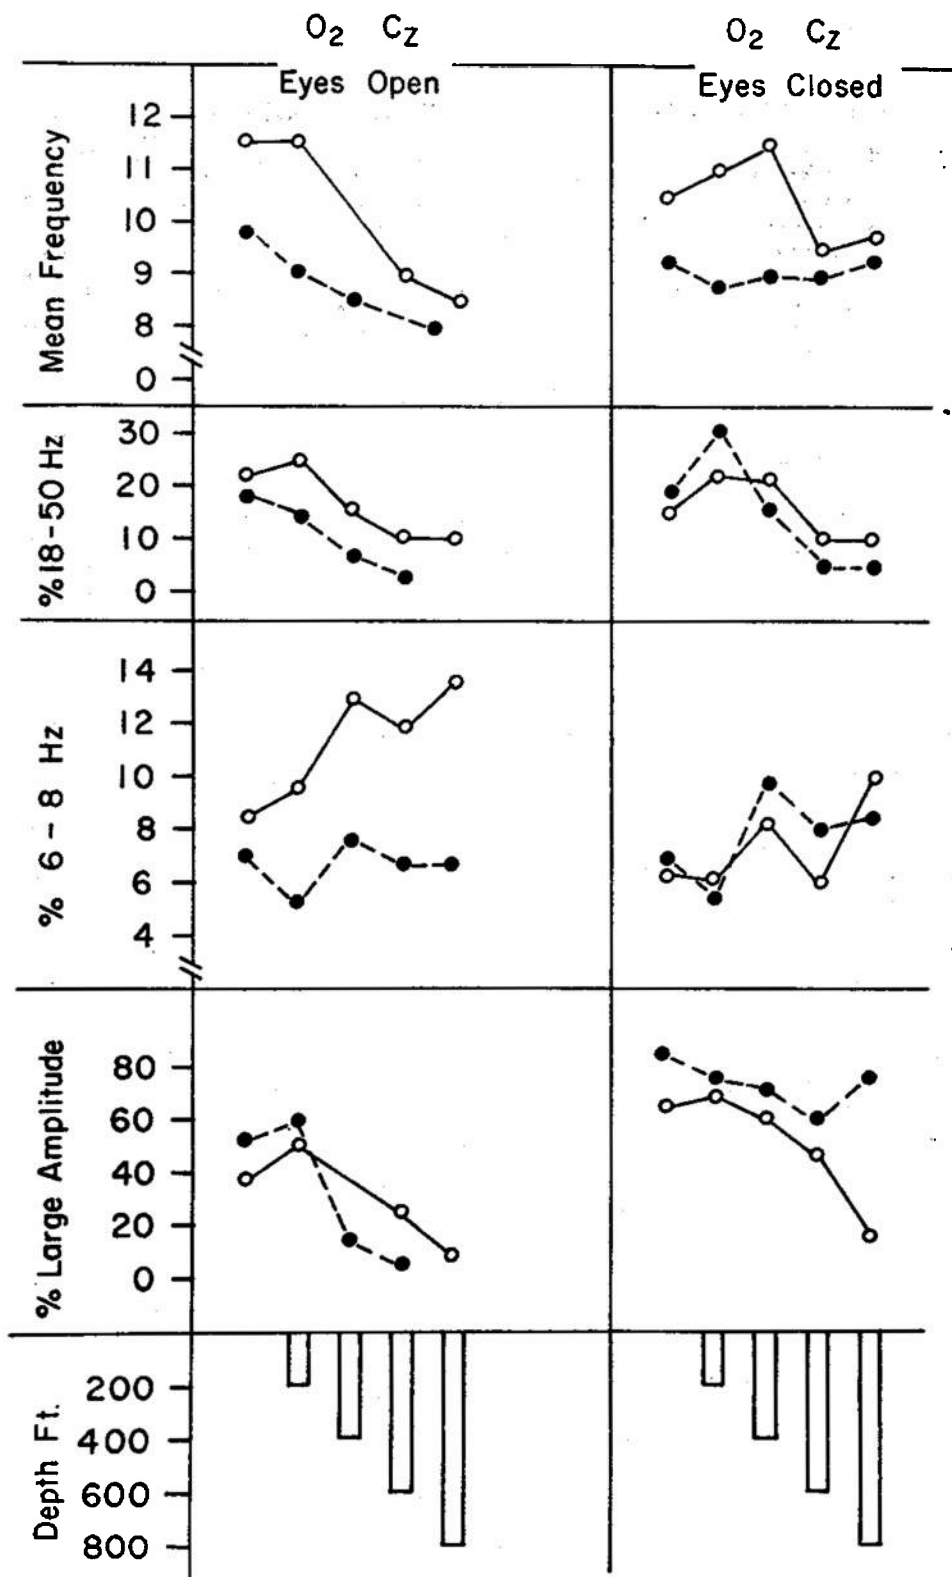 O2 Cz
Eyes Open
O2 Cz
Eyes Closed
Mean Frequency
12
11
10
9
8
0
%18-50 Hz
30
20
10
0
% 6-8 Hz
14
12
10
8
6
4
% Large Amplitude
80
60
40
20
0
Depth Ft.
200
400
600
800